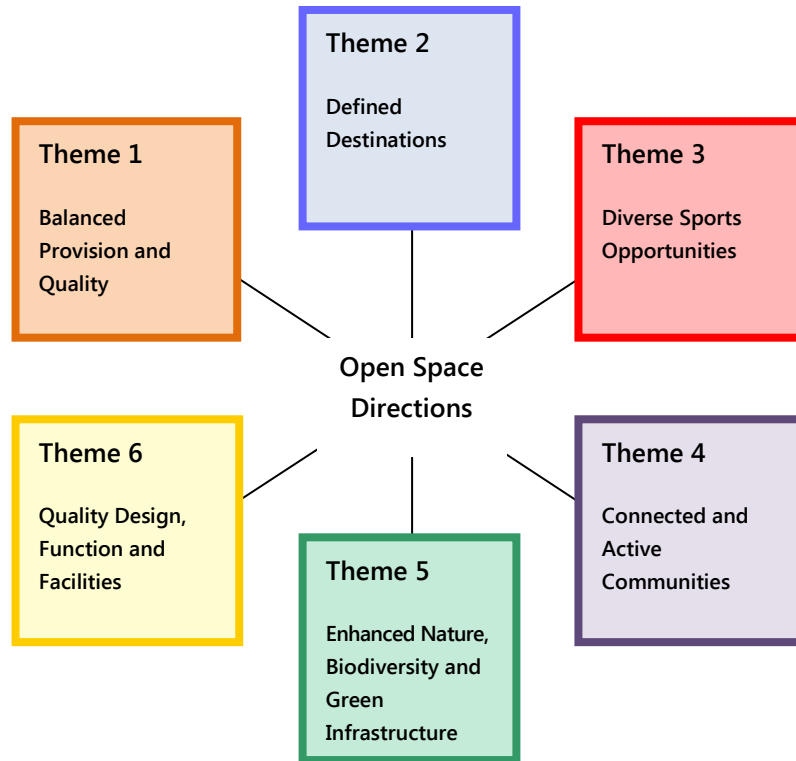 Theme 1
Balanced
Provision and
Quality
Theme 2
Defined
Destinations
Theme 3
Diverse Sports
Opportunities
Open Space
Directions
Theme 4
Connected and
Active
Communities
Theme 5
Enhanced Nature,
Biodiversity and
Green
Infrastructure
Theme 6
Quality Design,
Function and
Facilities